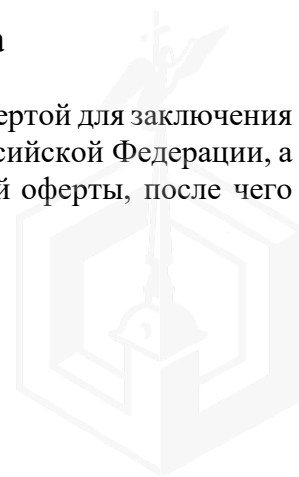 а
ертой для заключения
сийской Федерации, а
й оферты, после чего